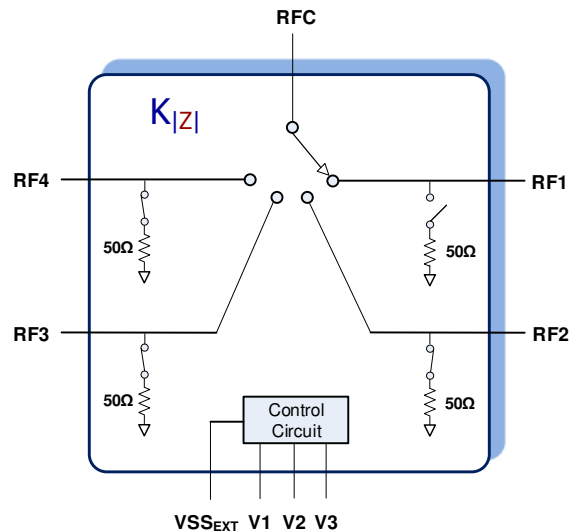 RFC
K|Z|
RF4
RF1
50Ω
50Ω
RF3
RF2
50Ω
50Ω
Control
Circuit
VSSEXT V1 V2 V3